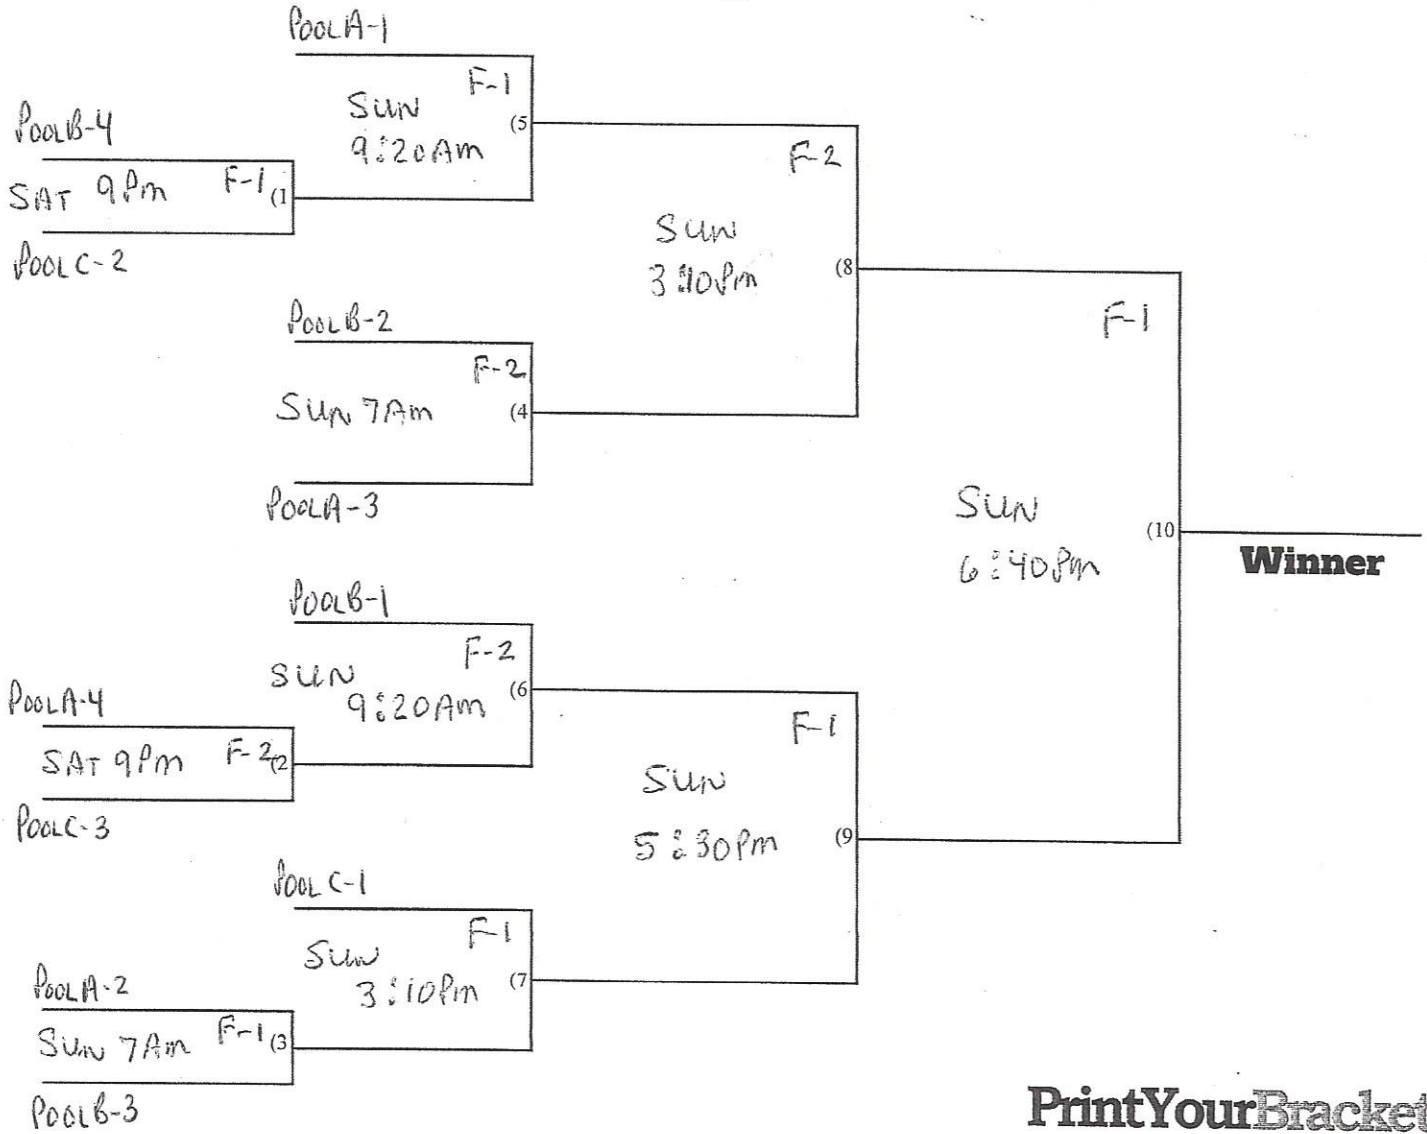 POOLA-1
F-1
SUN
9:20Am
(5
POOLB-4
SAT 9Pm F-1 (1
POOLC-2
F-2
SUN
3:10Pm
(8
POOLB-2
F-2
SUN 7Am (4
POOLA-3
F-1
SUN
6:40Pm
(10
Winner
POOLB-1
F-2
SUN
9:20Am
(6
POOLA-4
SAT 9Pm F-2 (2
POOLC-3
F-1
SUN
5:30Pm
(9
POOLC-1
F-1
SUN
3:10Pm
(7
POOLA-2
SUN 7Am F-1 (3
POOLB-3
PrintYourBracket